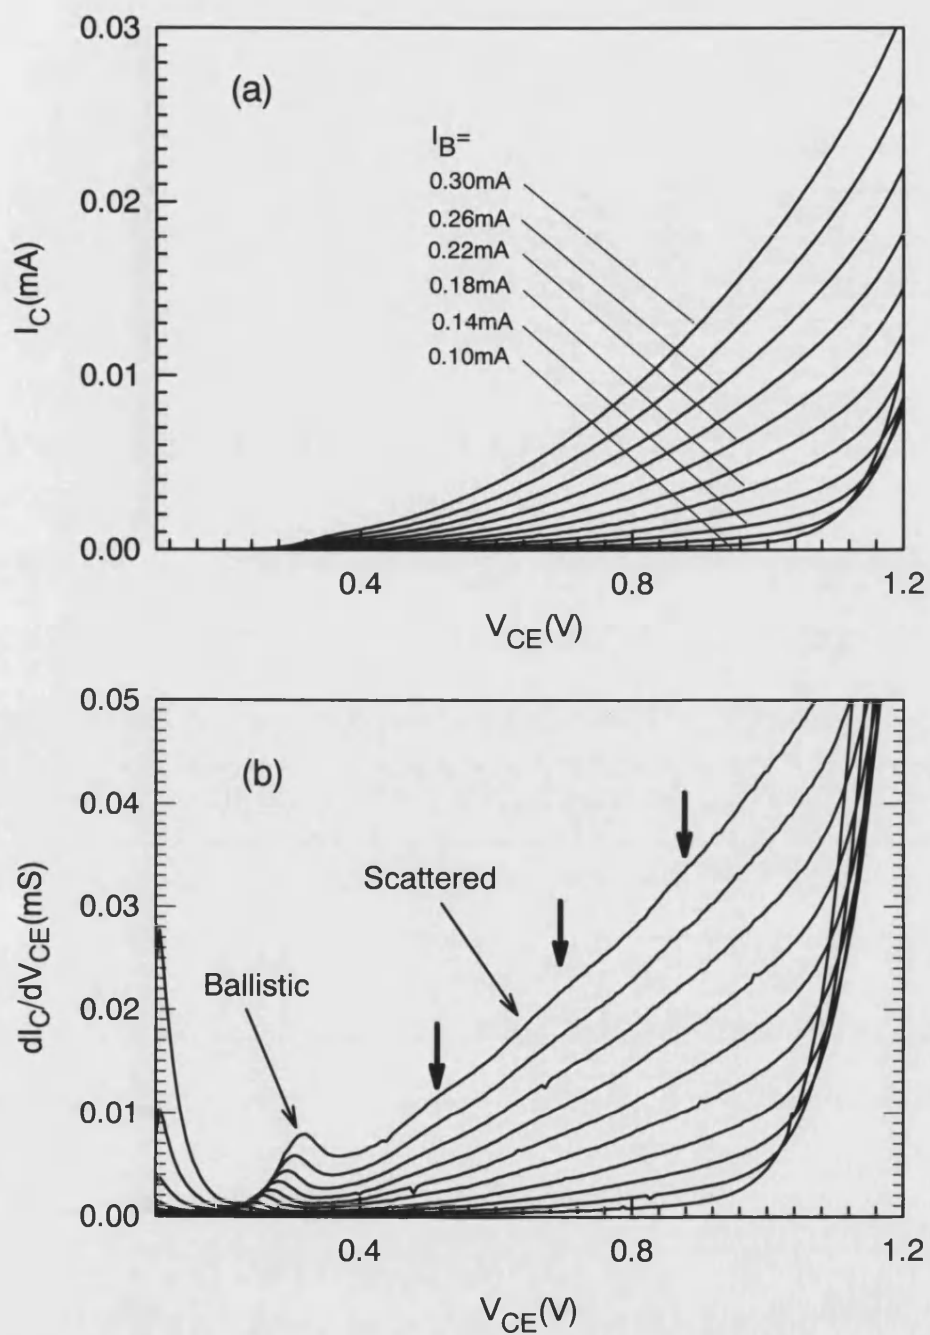 0.03
(a)
I_B=
0.30mA
0.26mA
0.22mA
0.18mA
0.14mA
0.10mA
0.02
I_C(mA)
0.01
0.00
0.4
0.8
1.2
V_CE(V)
0.05
(b)
0.04
Scattered
0.03
dI_C/dV_CE(mS)
Ballistic
0.02
0.01
0.00
0.4
0.8
1.2
V_CE(V)